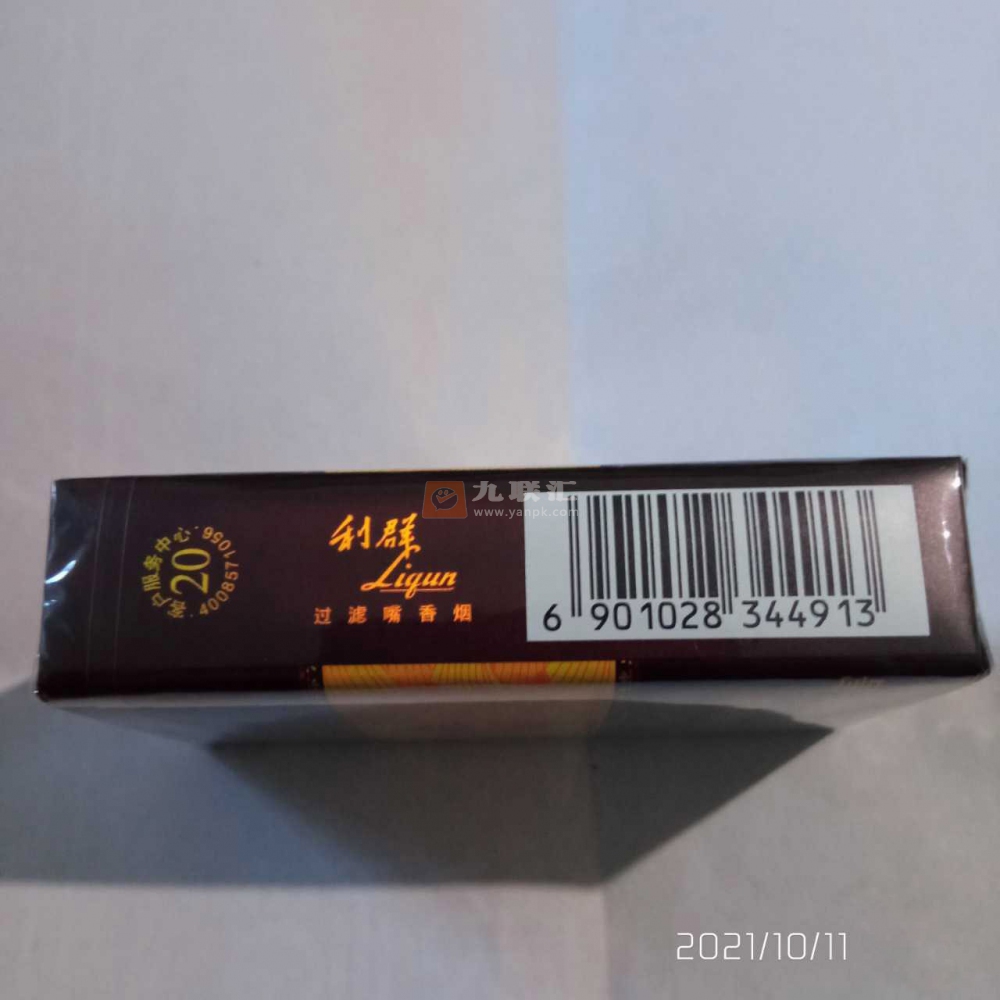 九联汇
www.yanpk.com
客户服务中心:4008571056
20
利群
Liqun
过滤嘴香烟
6 901028 344913
2021/10/11